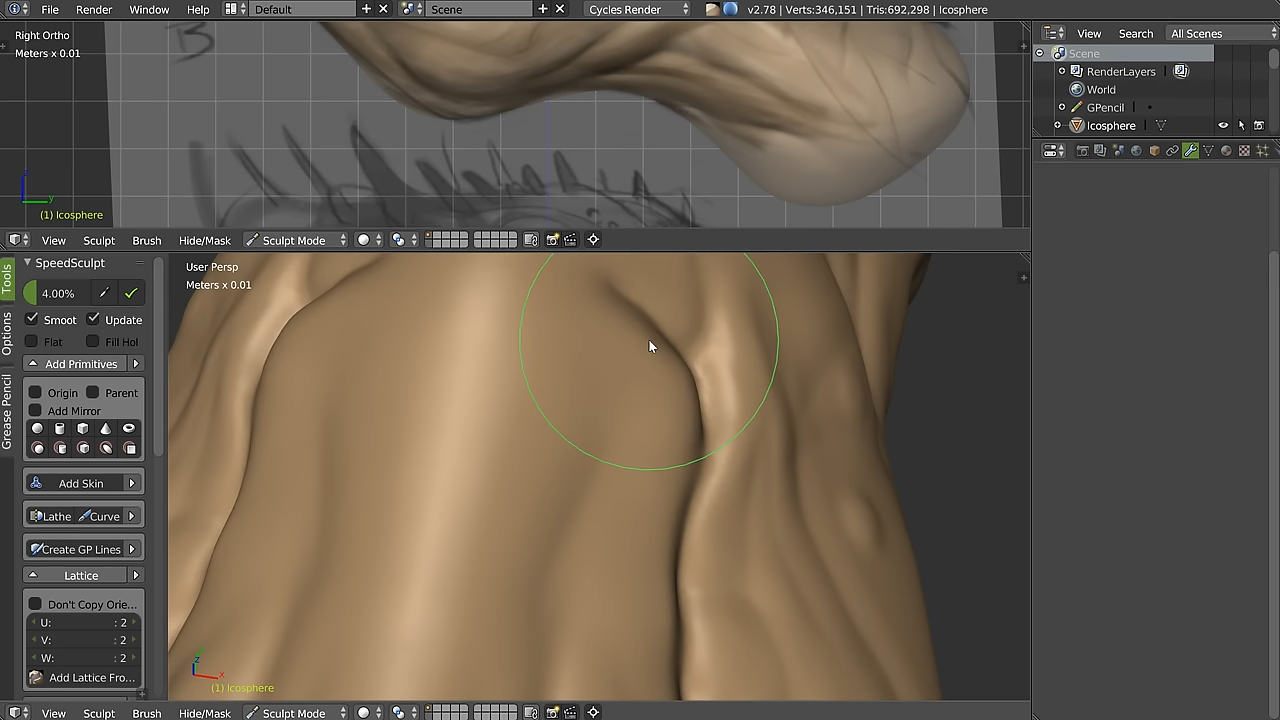 File Render Window Help Default Scene Cycles Render v2.78 | Verts:346,151 | Tris:692,298 | Icosphere
Right Ortho
Meters x 0.01
B
z
y
(1) Icosphere
View Sculpt Brush Hide/Mask Sculpt Mode
View Search All Scenes
Scene
RenderLayers
World
GPencil
Icosphere
Tools
Options
Grease Pencil
SpeedSculpt
4.00%
Smoot Update
Flat Fill Hol
Add Primitives
Origin Parent
Add Mirror
Add Skin
Lathe Curve
Create GP Lines
Lattice
Don't Copy Orie...
U: : 2
V: : 2
W: : 2
Add Lattice Fro...
User Persp
Meters x 0.01
z
x
(1) Icosphere
View Sculpt Brush Hide/Mask Sculpt Mode